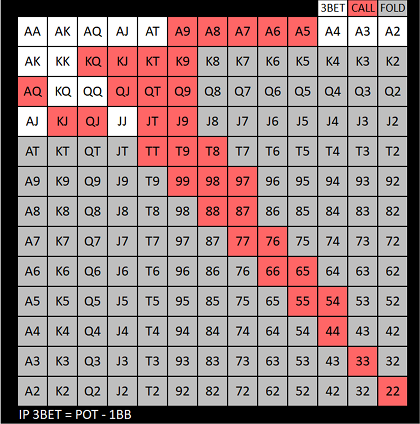 3BET CALL FOLD
AA AK AQ AJ AT A9 A8 A7 A6 A5 A4 A3 A2
AK KK KQ KJ KT K9 K8 K7 K6 K5 K4 K3 K2
AQ KQ QQ QJ QT Q9 Q8 Q7 Q6 Q5 Q4 Q3 Q2
AJ KJ QJ JJ JT J9 J8 J7 J6 J5 J4 J3 J2
AT KT QT JT TT T9 T8 T7 T6 T5 T4 T3 T2
A9 K9 Q9 J9 T9 99 98 97 96 95 94 93 92
A8 K8 Q8 J8 T8 98 88 87 86 85 84 83 82
A7 K7 Q7 J7 T7 97 87 77 76 75 74 73 72
A6 K6 Q6 J6 T6 96 86 76 66 65 64 63 62
A5 K5 Q5 J5 T5 95 85 75 65 55 54 53 52
A4 K4 Q4 J4 T4 94 84 74 64 54 44 43 42
A3 K3 Q3 J3 T3 93 83 73 63 53 43 33 32
A2 K2 Q2 J2 T2 92 82 72 62 52 42 32 22
IP 3BET = POT - 1BB